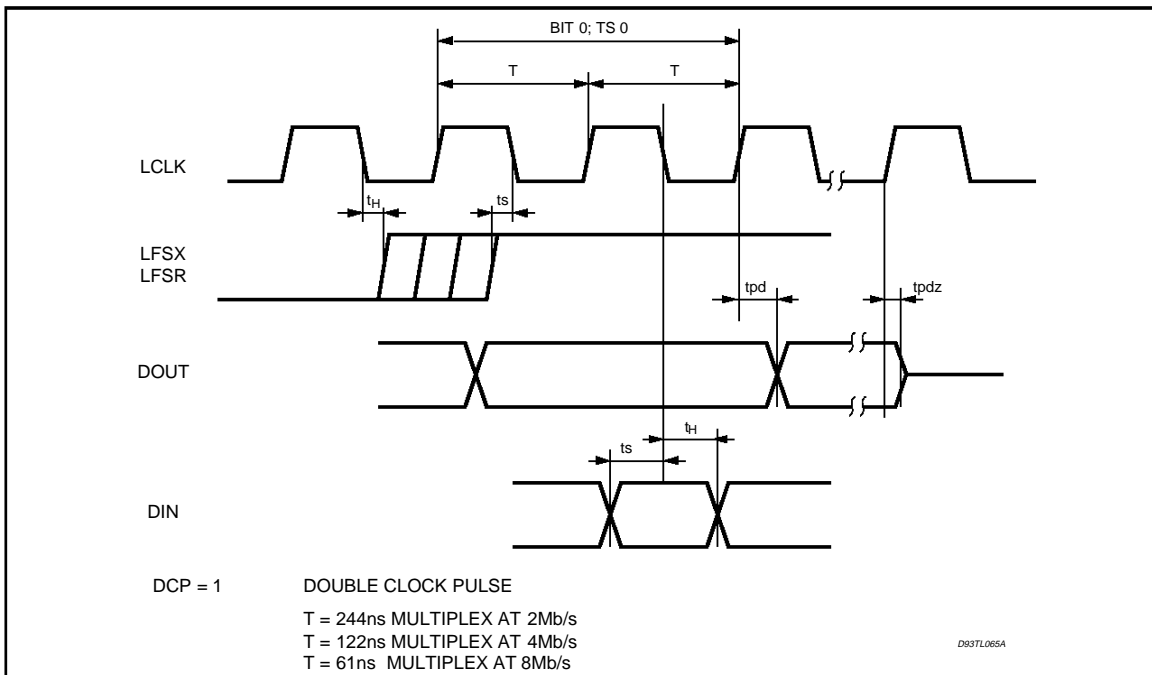 BIT 0; TS 0
T T
LCLK
tH ts
LFSX
LFSR
tpd tpdz
DOUT
ts tH
DIN
DCP = 1 DOUBLE CLOCK PULSE
T = 244ns MULTIPLEX AT 2Mb/s
T = 122ns MULTIPLEX AT 4Mb/s
T = 61ns MULTIPLEX AT 8Mb/s
D93TL065A